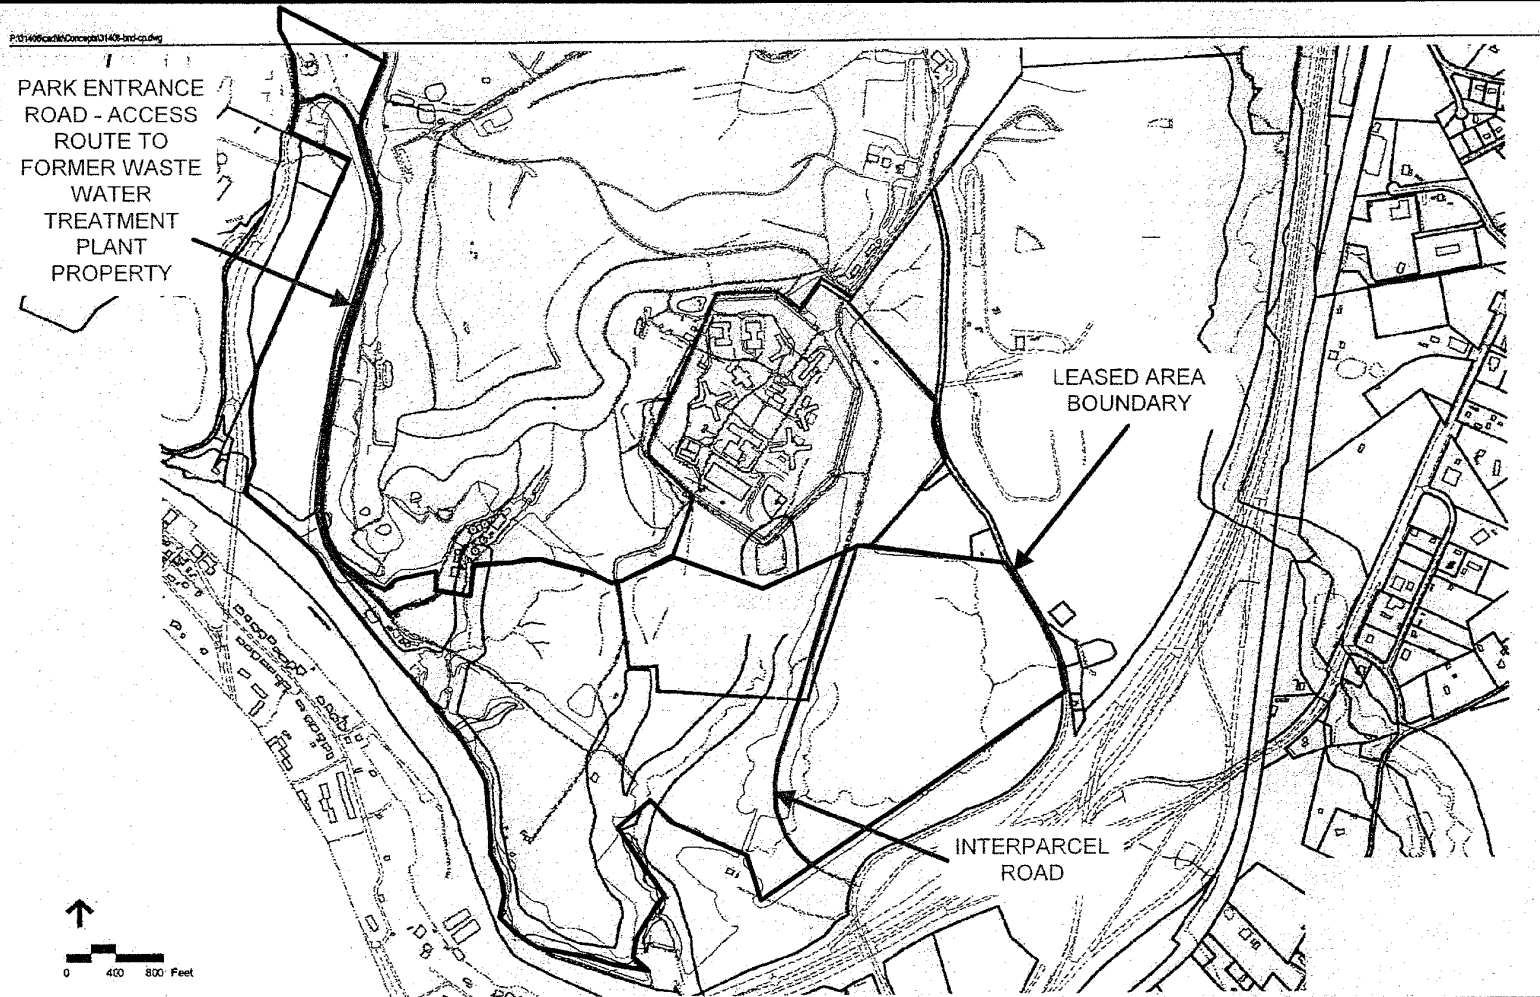 PARK ENTRANCE
ROAD - ACCESS
ROUTE TO
FORMER WASTE
WATER
TREATMENT
PLANT
PROPERTY
LEASED AREA
BOUNDARY
INTERPARCEL
ROAD
0 400 800 Feet